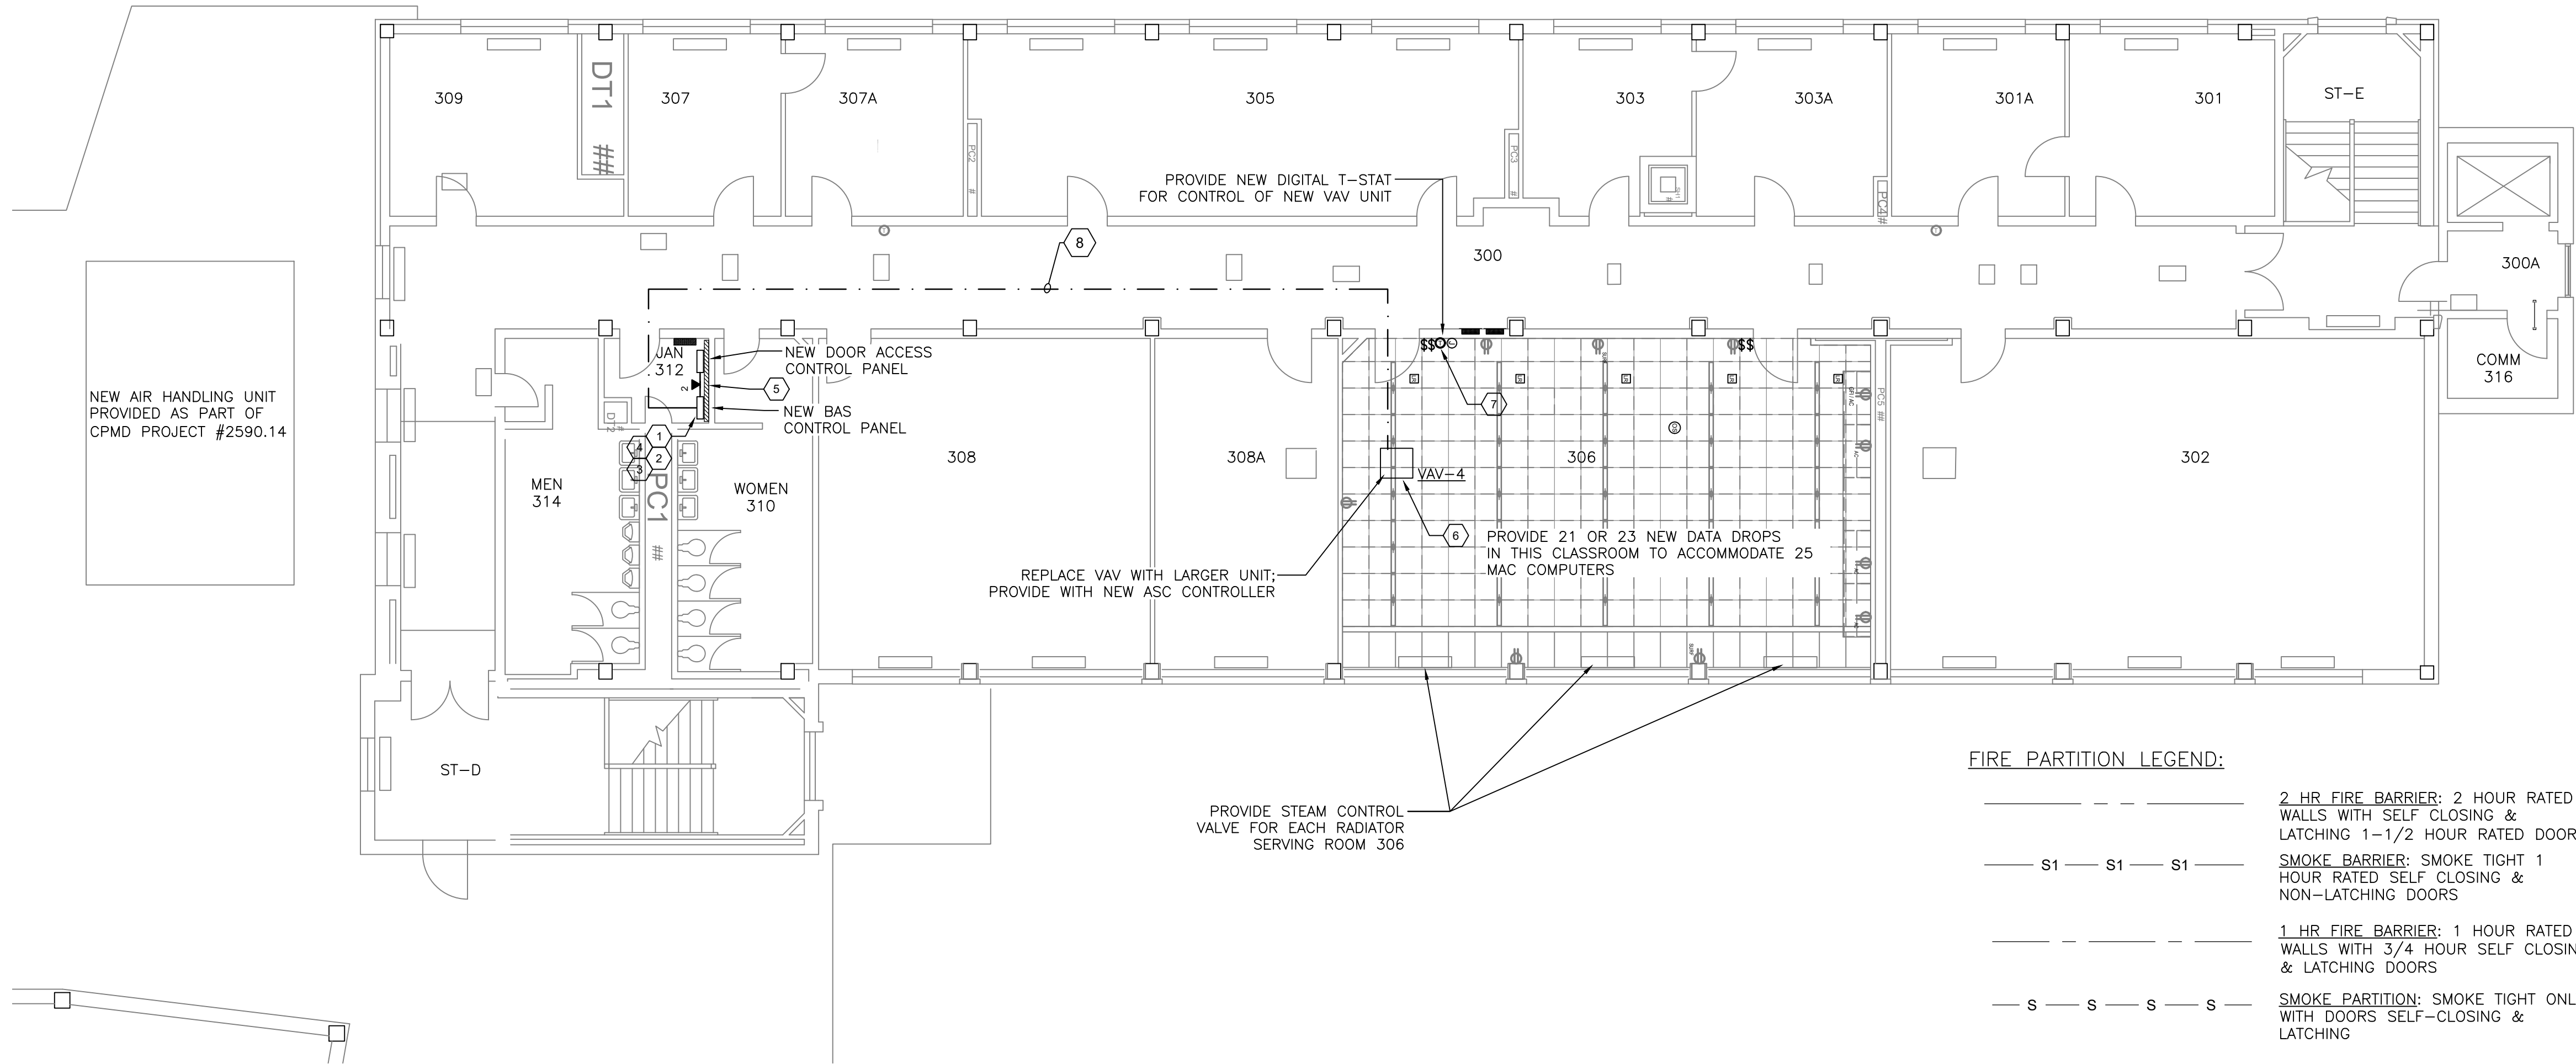 309
DT1 ##
307
307A
PC2 #
305
PC3 #
303
303A
PC4#
301A
301
ST-E
PROVIDE NEW DIGITAL T-STAT
FOR CONTROL OF NEW VAV UNIT
8
300
300A
NEW AIR HANDLING UNIT
PROVIDED AS PART OF
CPMD PROJECT #2590.14
JAN
312
2
NEW DOOR ACCESS
CONTROL PANEL
5
NEW BAS
CONTROL PANEL
1
2
3
4
MEN
314
PC1 ##
WOMEN
310
308
308A
$$
$$
7
306
VAV-4
6
PROVIDE 21 OR 23 NEW DATA DROPS
IN THIS CLASSROOM TO ACCOMMODATE 25
MAC COMPUTERS
REPLACE VAV WITH LARGER UNIT;
PROVIDE WITH NEW ASC CONTROLLER
SURF
PC5 ##
302
COMM
316
ST-D
PROVIDE STEAM CONTROL
VALVE FOR EACH RADIATOR
SERVING ROOM 306
FIRE PARTITION LEGEND:
2 HR FIRE BARRIER: 2 HOUR RATED
WALLS WITH SELF CLOSING &
LATCHING 1-1/2 HOUR RATED DOOR
S1 S1 S1
SMOKE BARRIER: SMOKE TIGHT 1
HOUR RATED SELF CLOSING &
NON-LATCHING DOORS
1 HR FIRE BARRIER: 1 HOUR RATED
WALLS WITH 3/4 HOUR SELF CLOSIN
& LATCHING DOORS
S S S S
SMOKE PARTITION: SMOKE TIGHT ONL
WITH DOORS SELF-CLOSING &
LATCHING